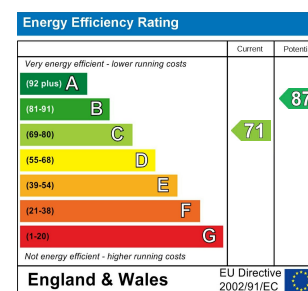 Energy Efficiency Rating
Current Potenti
Very energy efficient - lower running costs
(92 plus) A
(81-91) B
87
(69-80) C
71
(55-68) D
(39-54) E
(21-38) F
(1-20) G
Not energy efficient - higher running costs
England & Wales
EU Directive
2002/91/EC